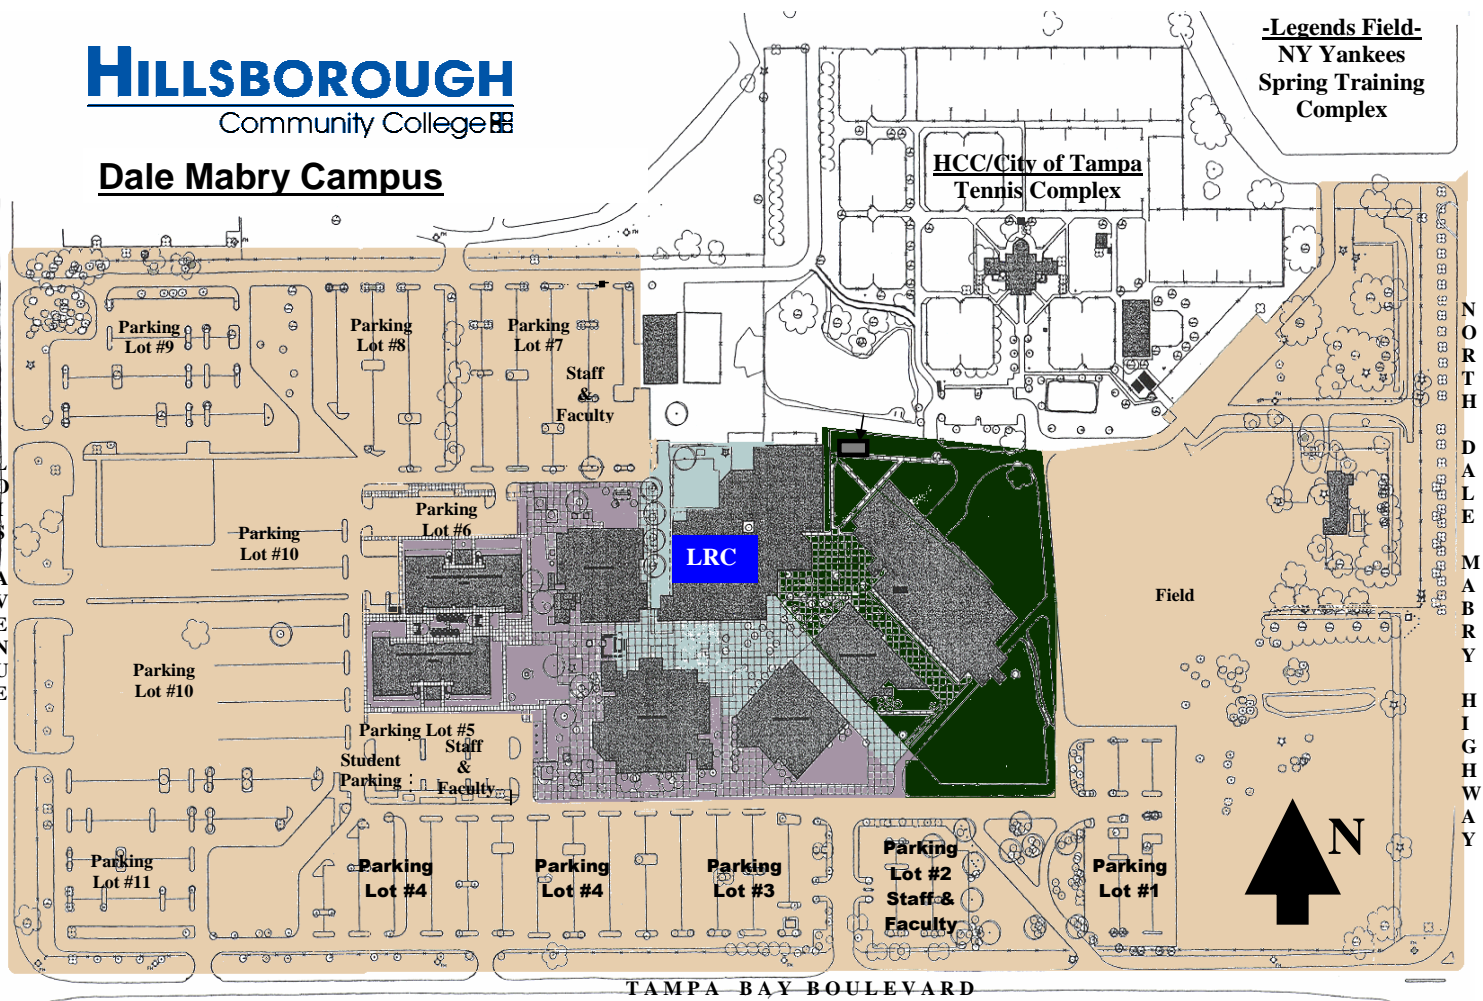 HILLSBOROUGH
Community College
Dale Mabry Campus
-Legends Field-
NY Yankees
Spring Training
Complex
HCC/City of Tampa
Tennis Complex
Parking
Lot #9
Parking
Lot #8
Parking
Lot #7
Staff
&
Faculty
Parking
Lot #6
Parking
Lot #10
LRC
Field
Parking
Lot #10
Parking Lot #5
Student
Parking
Staff
&
Faculty
Parking
Lot #11
Parking
Lot #4
Parking
Lot #4
Parking
Lot #3
Parking
Lot #2
Staff &
Faculty
Parking
Lot #1
N
NORTH DALE MABRY HIGHWAY
TAMPA BAY BOULEVARD